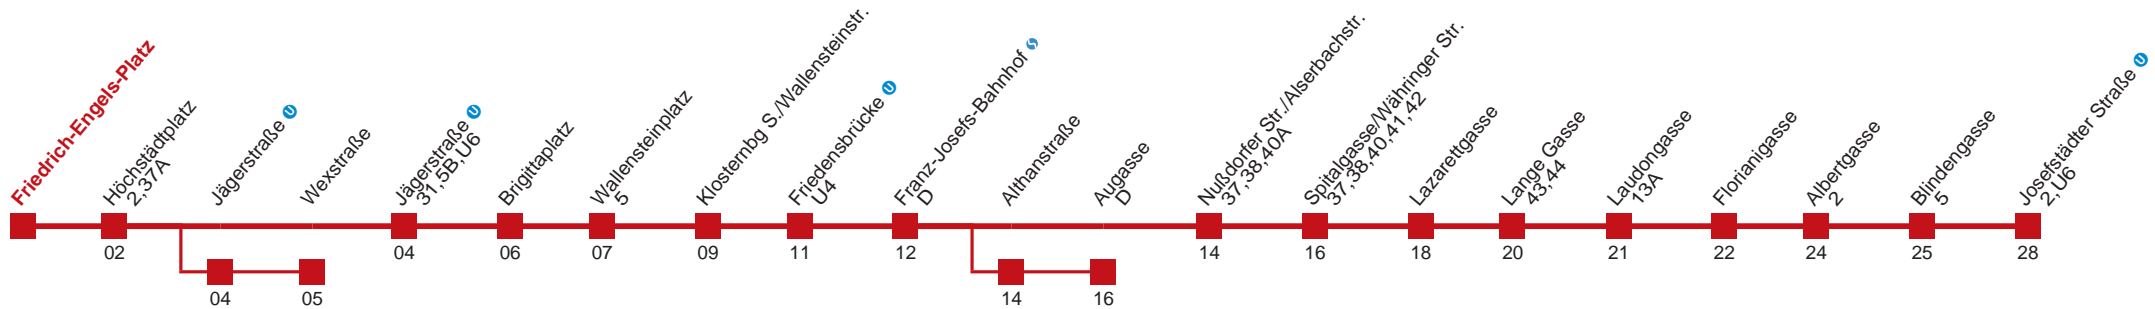 Friedrich-Engels-Platz
Höchstädtplatz
2,37A
Jägerstraße U
Wexstraße
Jägerstraße U
31,5B,U6
Brigittaplatz
Wallensteinplatz
5
Klosternbg S./Wallensteinstr.
Friedensbrücke U
U4
Franz-Josefs-Bahnhof S
D
Althanstraße
Augasse
D
Nußdorfer Str./Alserbachstr.
37,38,40A
Spitalgasse/Währinger Str.
37,38,40,41,42
Lazarettgasse
Lange Gasse
43,44
Laudongasse
13A
Florianigasse
Albertgasse
2
Blindengasse
5
Josefstädter Straße U
2,U6
02 04 06 07 09 11 12 14 16 18 20 21 22 24 25 28
04 05 14 16